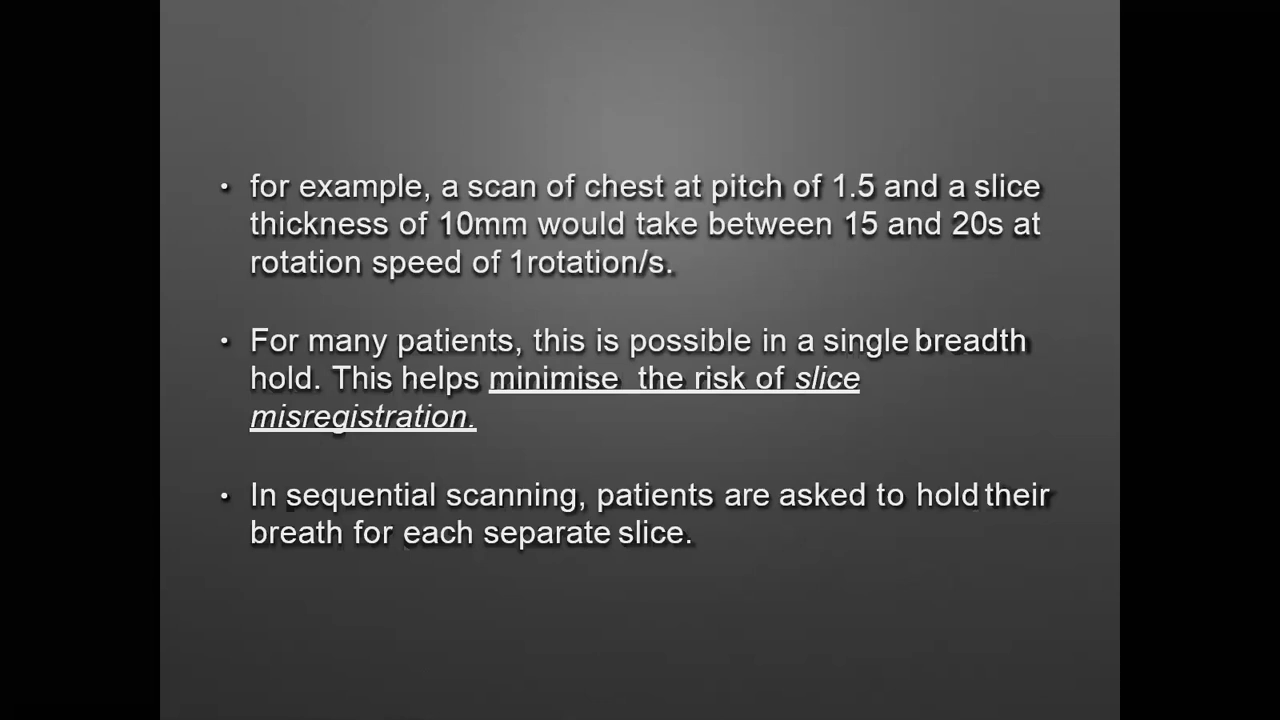 • for example, a scan of chest at pitch of 1.5 and a slice
thickness of 10mm would take between 15 and 20s at
rotation speed of 1rotation/s.
• For many patients, this is possible in a single breadth
hold. This helps minimise the risk of slice
misregistration.
• In sequential scanning, patients are asked to hold their
breath for each separate slice.